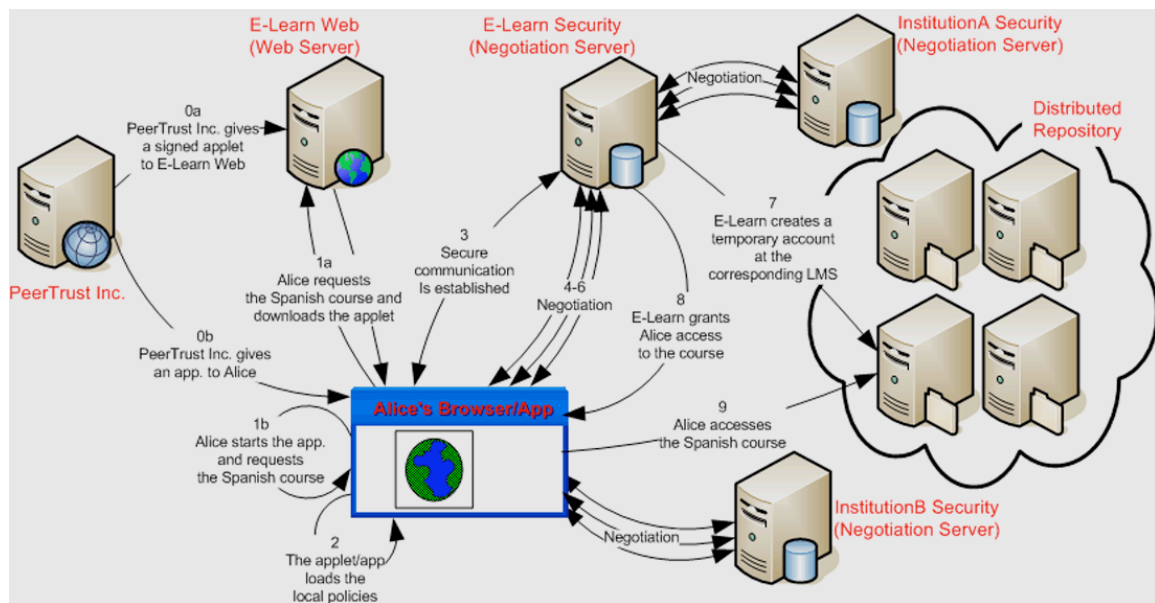 E-Learn Web
(Web Server)
E-Learn Security
(Negotiation Server)
InstitutionA Security
(Negotiation Server)
Negotiation
Distributed
Repository
0a
PeerTrust Inc. gives
a signed applet
to E-Learn Web
PeerTrust Inc.
1a
Alice requests
the Spanish course and
downloads the applet
3
Secure
communication
Is established
4-6
Negotiation
7
E-Learn creates a
temporary account
at the
corresponding LMS
8
E-Learn grants
Alice access
to the course
0b
PeerTrust Inc. gives
an app. to Alice
Alice's Browser/App
1b
Alice starts the app.
and requests
the Spanish course
9
Alice accesses
the Spanish course
2
The applet/app
loads the
local policies
Negotiation
InstitutionB Security
(Negotiation Server)